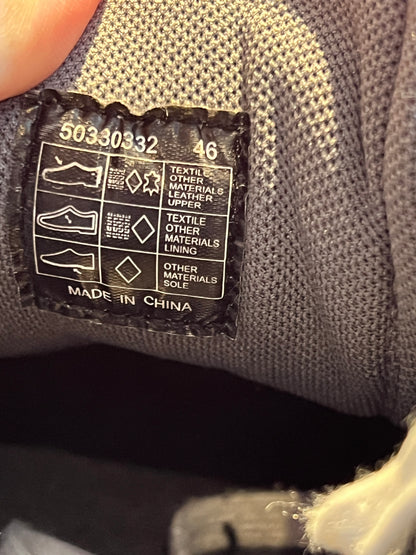 50330332 46
TEXTILE
OTHER
MATERIALS
LEATHER
UPPER
TEXTILE
OTHER
MATERIALS
LINING
OTHER
MATERIALS
SOLE
MADE IN CHINA